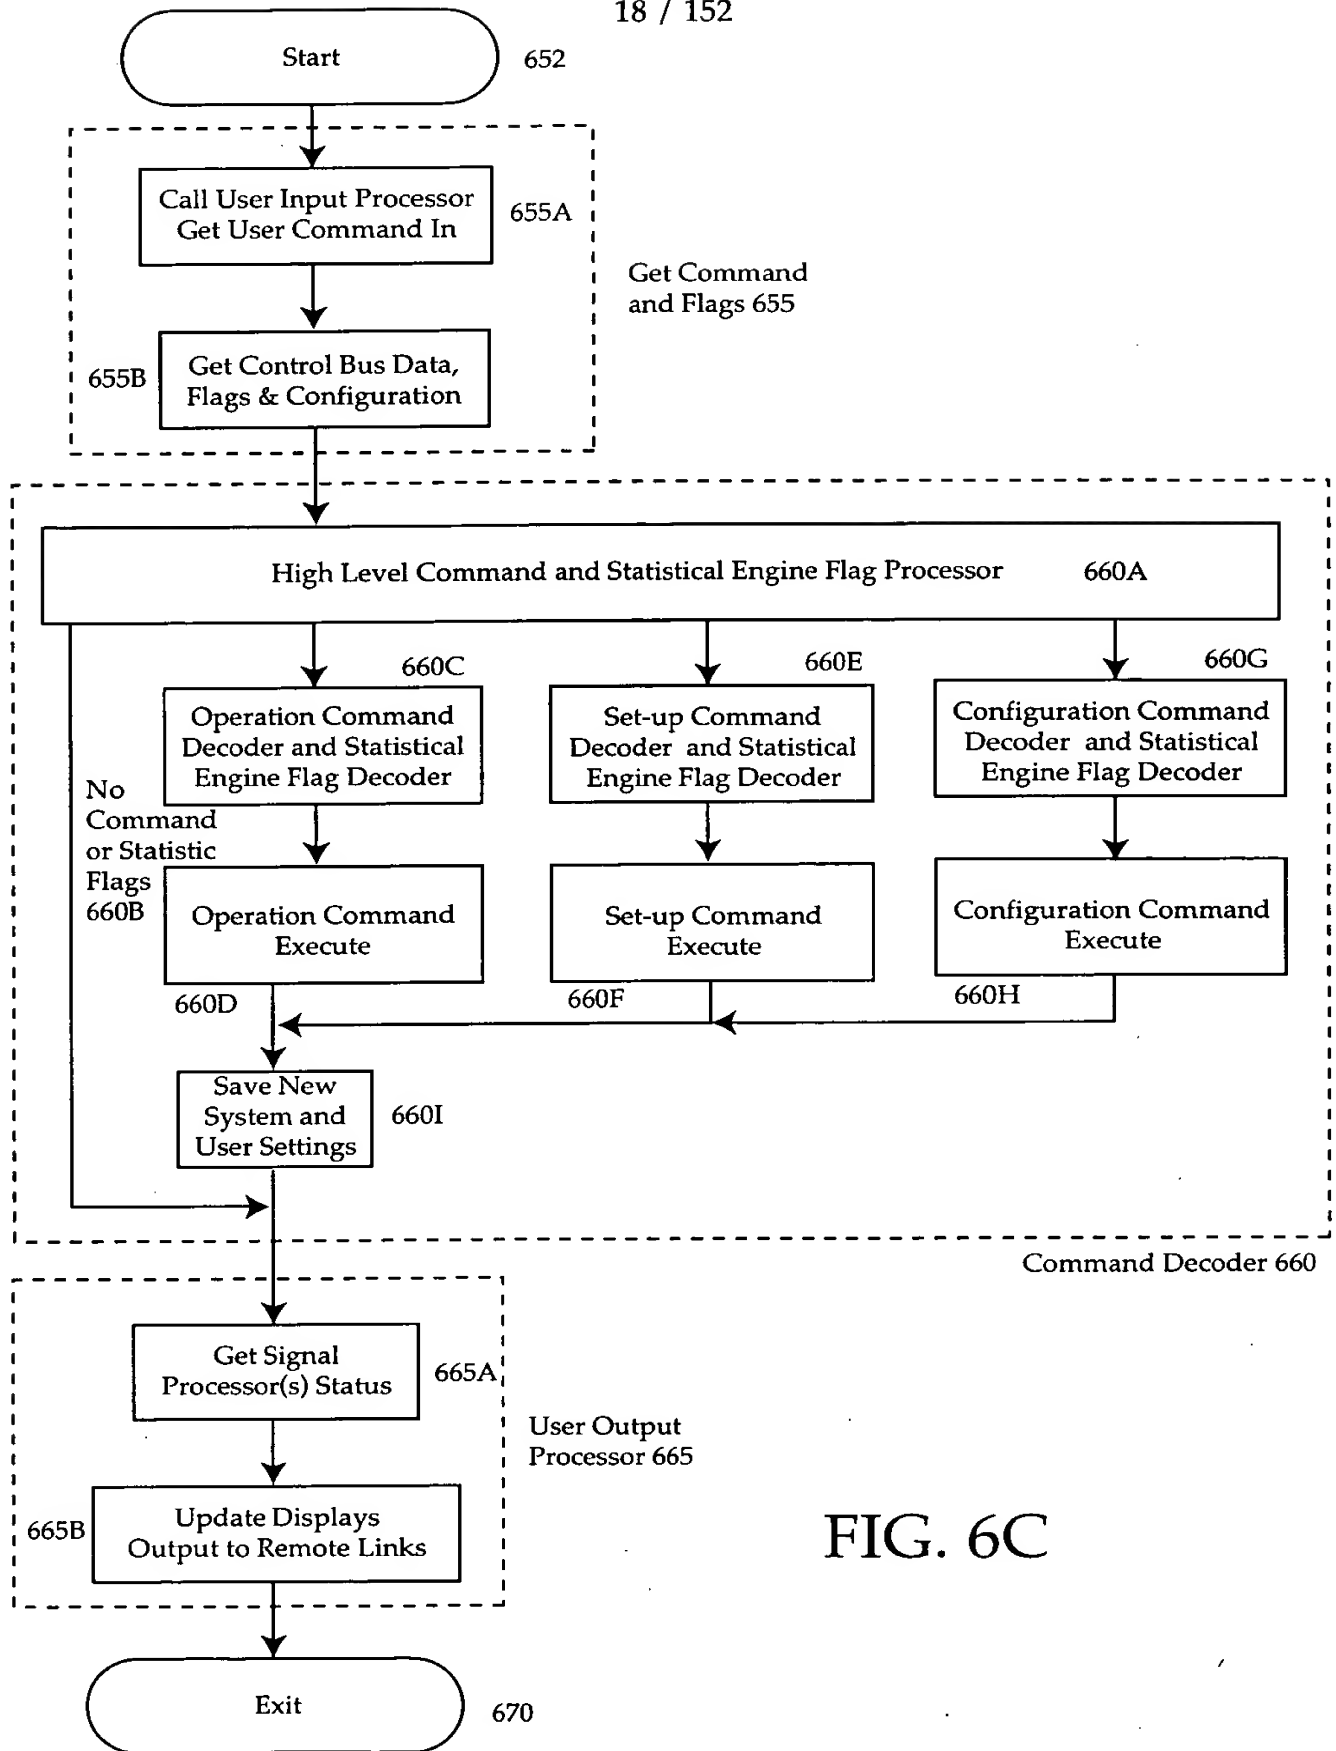 18 / 152
Start
652
Call User Input Processor
Get User Command In
655A
Get Command
and Flags 655
655B
Get Control Bus Data,
Flags & Configuration
High Level Command and Statistical Engine Flag Processor
660A
660C
660E
660G
Operation Command
Decoder and Statistical
Engine Flag Decoder
Set-up Command
Decoder and Statistical
Engine Flag Decoder
Configuration Command
Decoder and Statistical
Engine Flag Decoder
No
Command
or Statistic
Flags
660B
Operation Command
Execute
Set-up Command
Execute
Configuration Command
Execute
660D
660F
660H
Save New
System and
User Settings
660I
Command Decoder 660
Get Signal
Processor(s) Status
665A
User Output
Processor 665
665B
Update Displays
Output to Remote Links
FIG. 6C
Exit
670